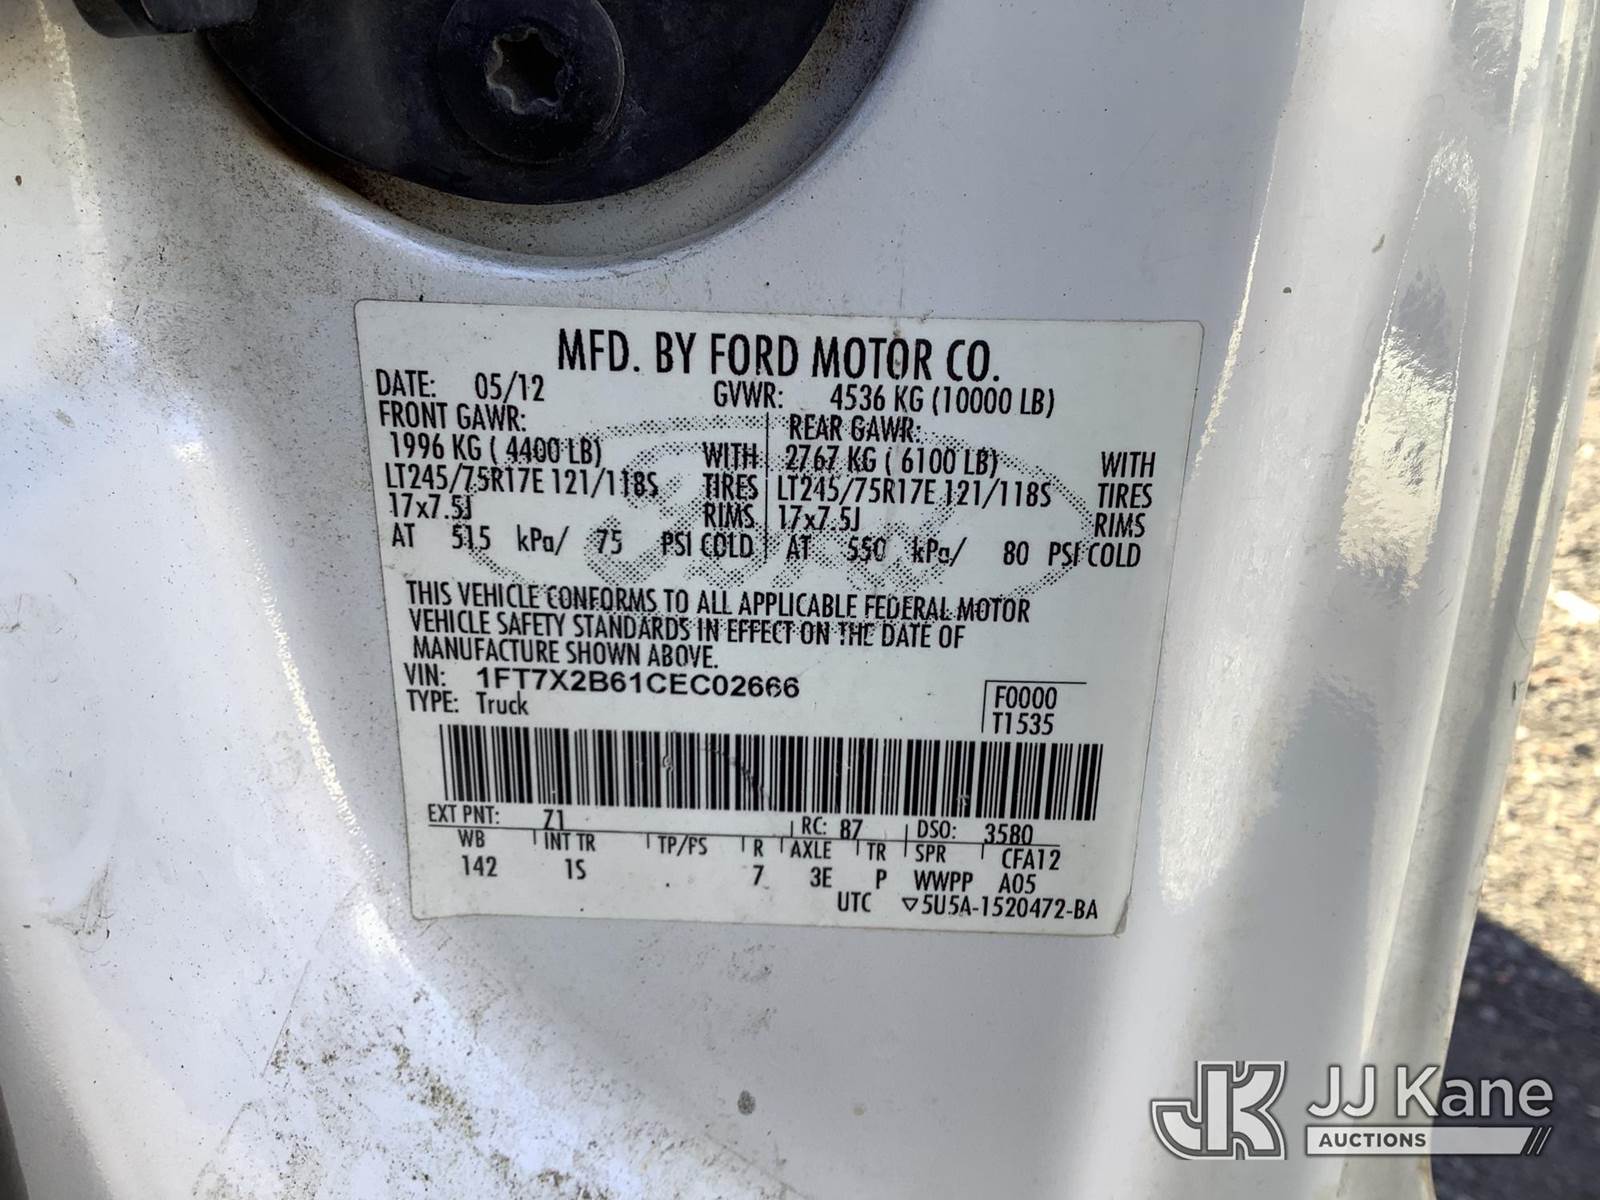 MFD. BY FORD MOTOR CO.
DATE: 05/12 GVWR: 4536 KG (10000 LB)
FRONT GAWR: REAR GAWR:
1996 KG ( 4400 LB) WITH 2767 KG ( 6100 LB) WITH
LT245/75R17E 121/118S TIRES LT245/75R17E 121/118S TIRES
17x7.5J RIMS 17x7.5J RIMS
AT 515 kPa/ 75 PSI COLD AT 550 kPa/ 80 PSI COLD
THIS VEHICLE CONFORMS TO ALL APPLICABLE FEDERAL MOTOR
VEHICLE SAFETY STANDARDS IN EFFECT ON THE DATE OF
MANUFACTURE SHOWN ABOVE.
VIN: 1FT7X2B61CEC02666
TYPE: Truck
F0000
T1535
EXT PNT: Z1 RC: 87 DSO: 3580
WB INT TR TP/PS R AXLE TR SPR CFA12
142 1S 7 3E P WWPP A05
UTC ▽5U5A-1520472-BA
JK JJ Kane
AUCTIONS